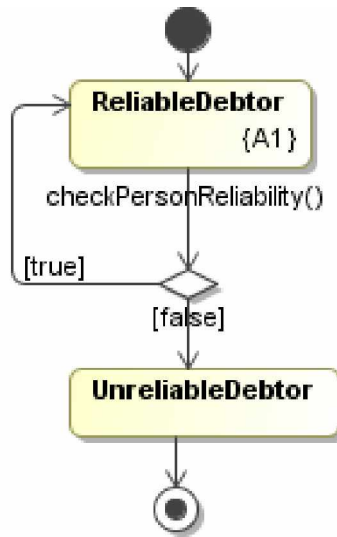 ReliableDebtor
{A1}
checkPersonReliability()
[true]
[false]
UnreliableDebtor